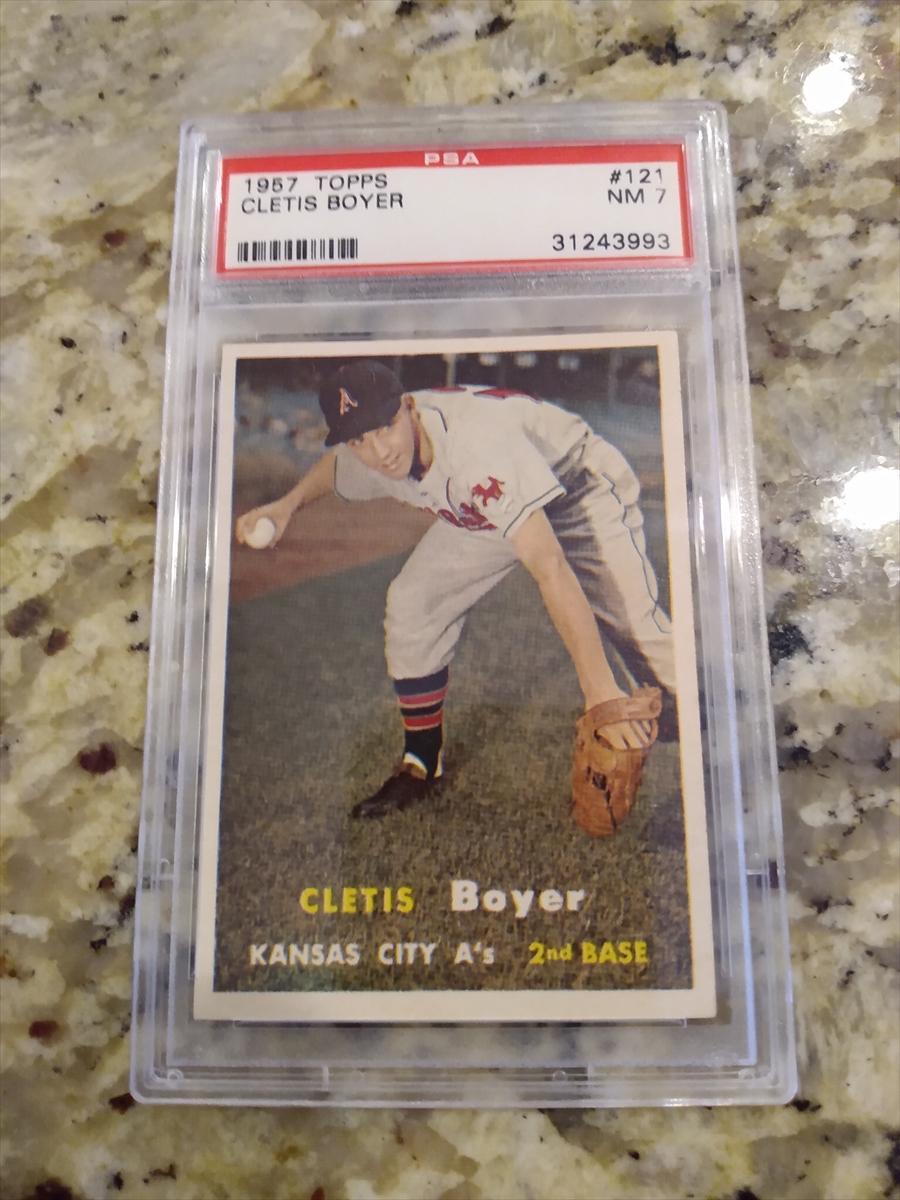 PSA
1957 TOPPS #121
CLETIS BOYER NM 7
31243993
A
CLETIS Boyer
KANSAS CITY A's 2nd BASE